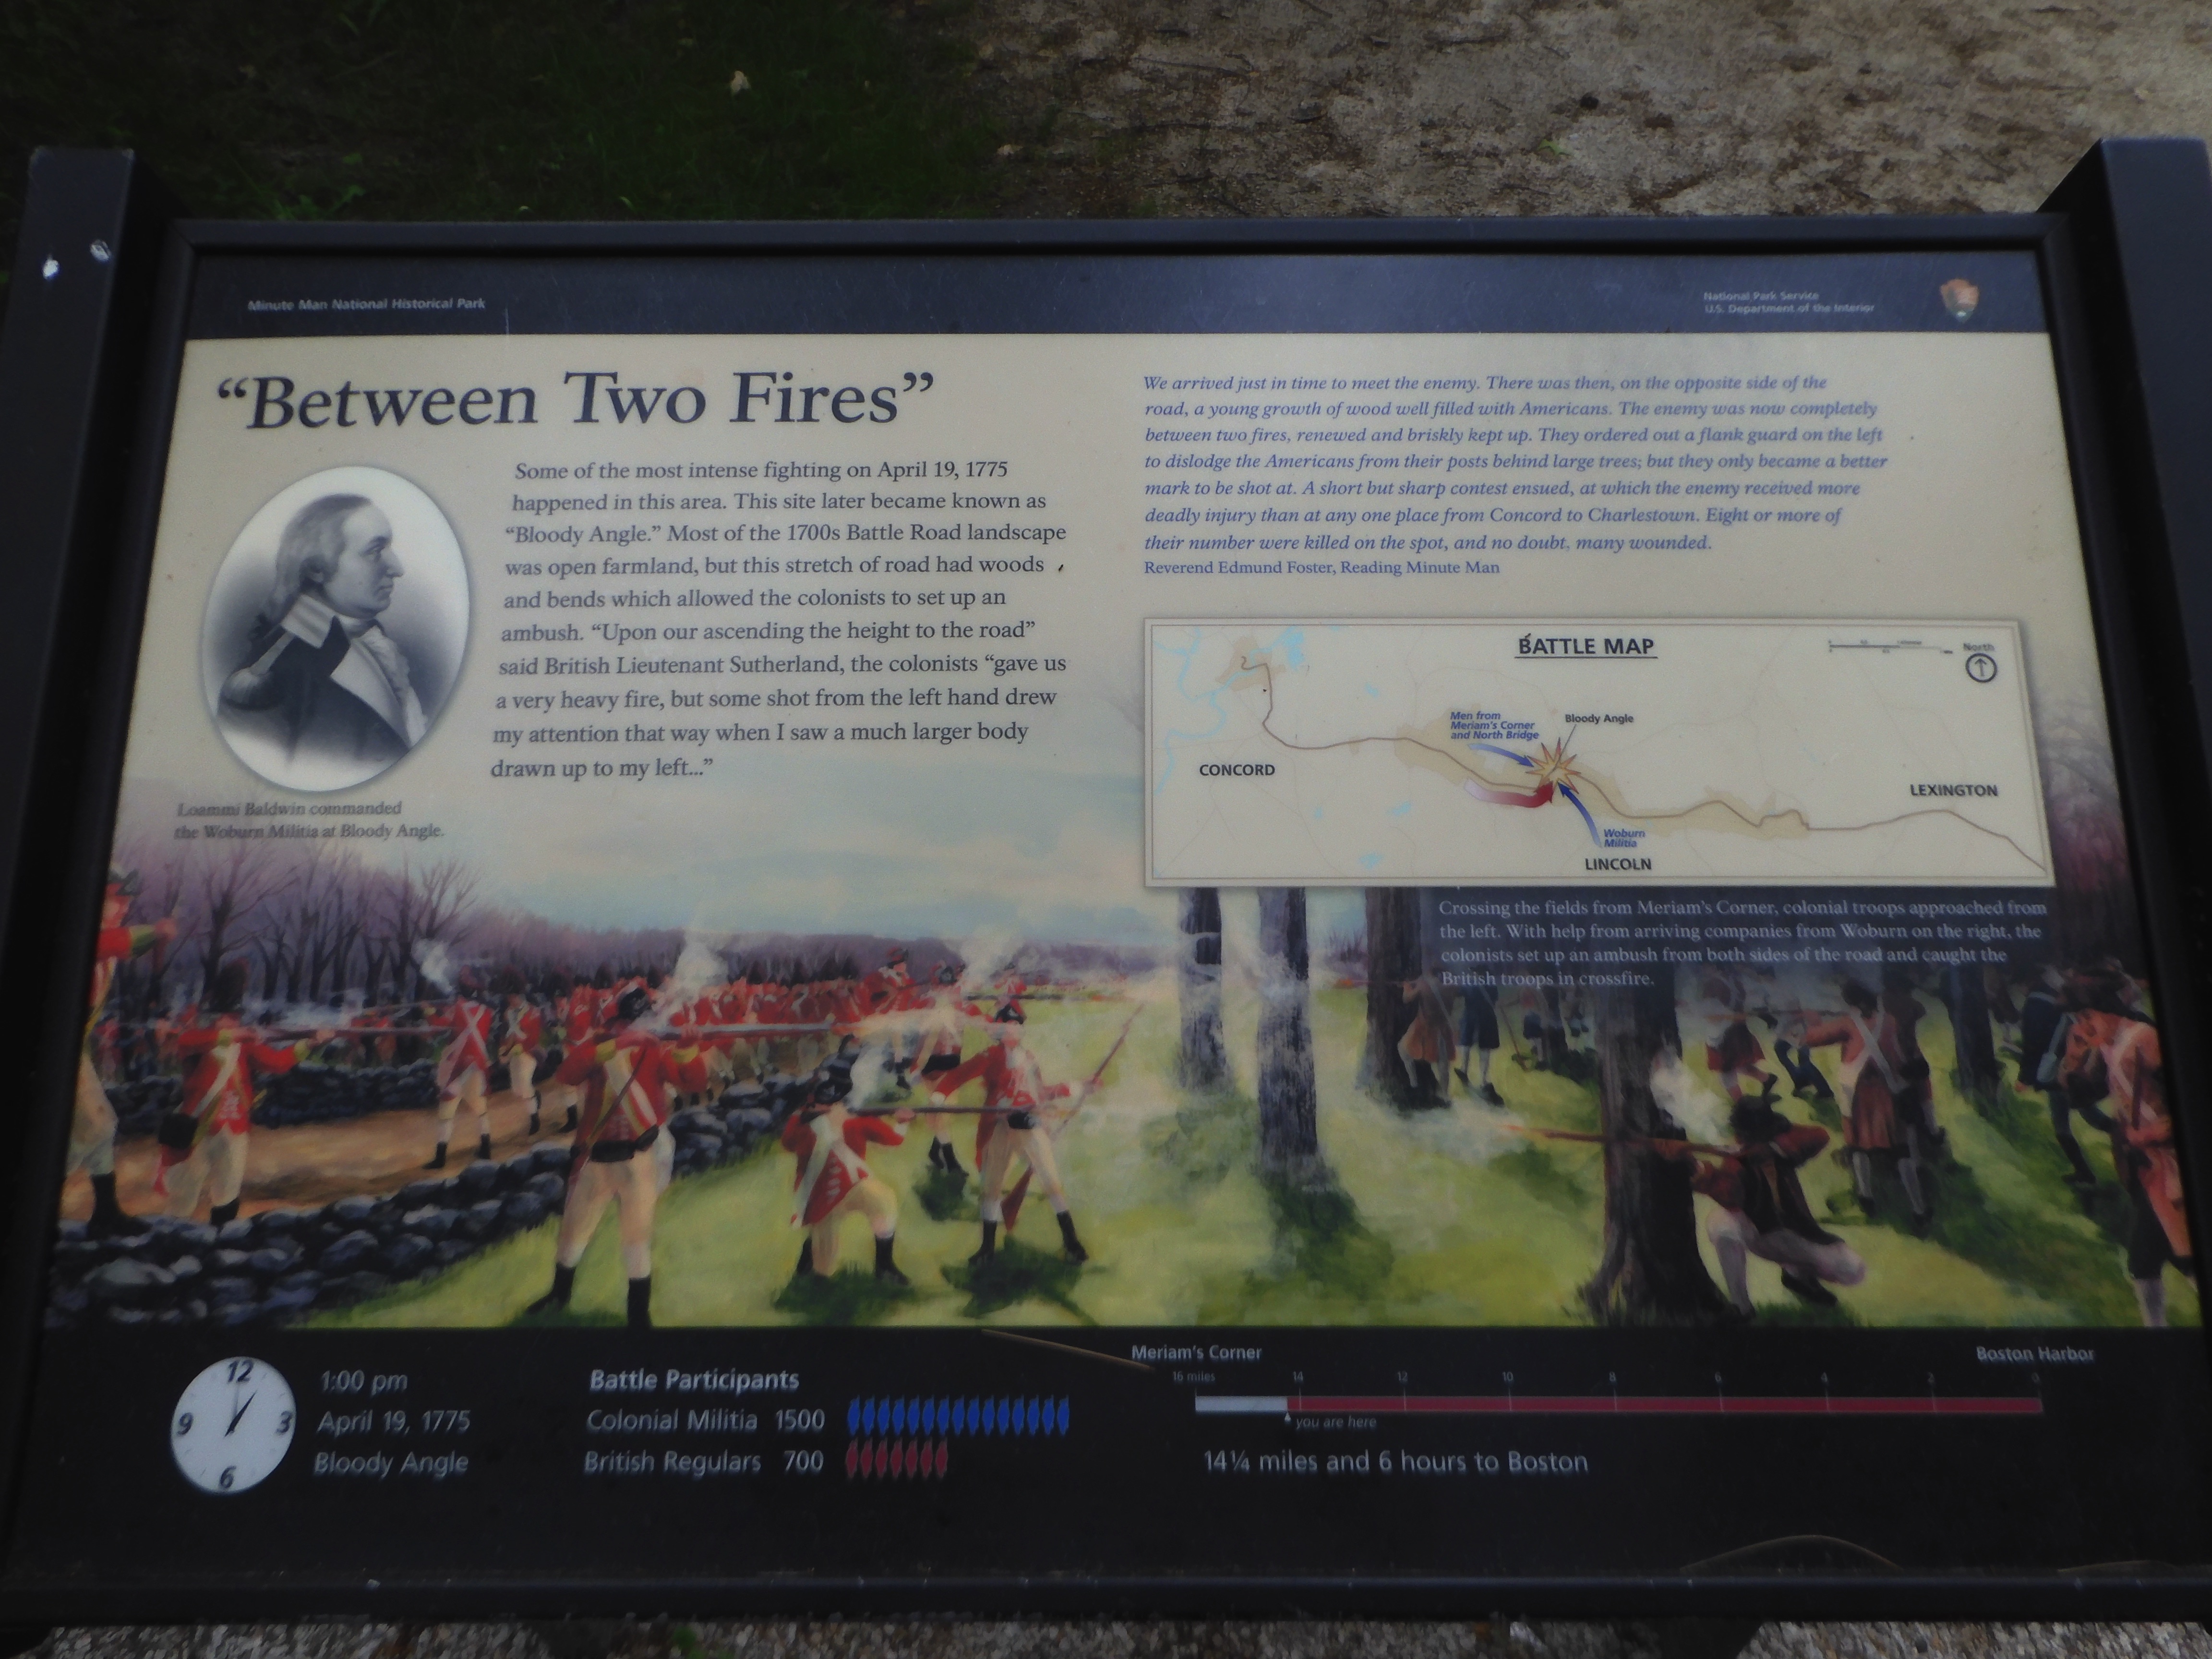 Minute Man National Historical Park
National Park Service
U.S. Department of the Interior
“Between Two Fires”
Some of the most intense fighting on April 19, 1775
happened in this area. This site later became known as
“Bloody Angle.” Most of the 1700s Battle Road landscape
was open farmland, but this stretch of road had woods
and bends which allowed the colonists to set up an
ambush. “Upon our ascending the height to the road”
said British Lieutenant Sutherland, the colonists “gave us
a very heavy fire, but some shot from the left hand drew
my attention that way when I saw a much larger body
drawn up to my left...”
Loammi Baldwin commanded
the Woburn Militia at Bloody Angle.
We arrived just in time to meet the enemy. There was then, on the opposite side of the
road, a young growth of wood well filled with Americans. The enemy was now completely
between two fires, renewed and briskly kept up. They ordered out a flank guard on the left
to dislodge the Americans from their posts behind large trees; but they only became a better
mark to be shot at. A short but sharp contest ensued, at which the enemy received more
deadly injury than at any one place from Concord to Charlestown. Eight or more of
their number were killed on the spot, and no doubt, many wounded.
Reverend Edmund Foster, Reading Minute Man
BATTLE MAP
North
Men from
Meriam's Corner
and North Bridge
Bloody Angle
CONCORD
LEXINGTON
Woburn
Militia
LINCOLN
Crossing the fields from Meriam's Corner, colonial troops approached from
the left. With help from arriving companies from Woburn on the right, the
colonists set up an ambush from both sides of the road and caught the
British troops in crossfire.
12
3
6
9
1:00 pm
April 19, 1775
Bloody Angle
Battle Participants
Colonial Militia 1500
British Regulars 700
Meriam's Corner
Boston Harbor
16 miles 14 12 10 8 6 4 2 0
you are here
14¼ miles and 6 hours to Boston